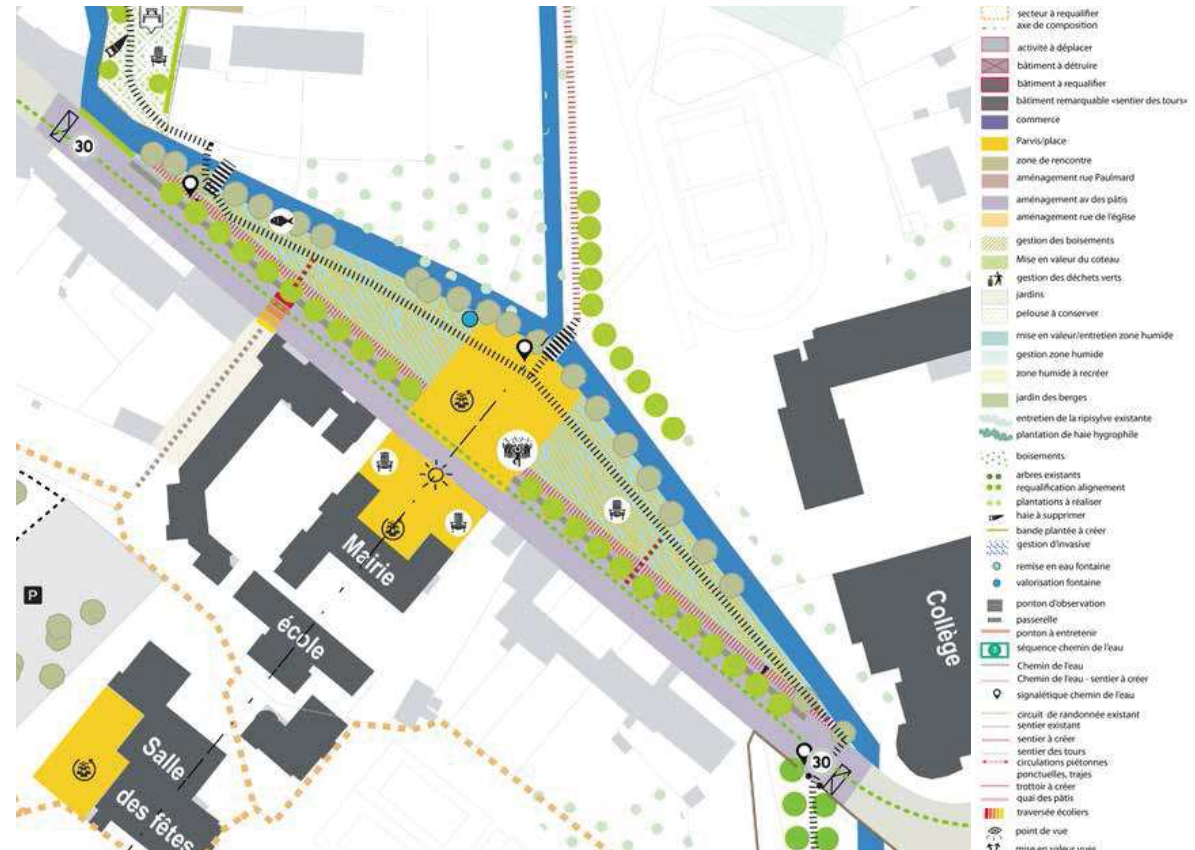 30
Mairie
école
P
Salle
des fêtes
Collège
30
secteur à requalifier
axe de composition
activité à déplacer
bâtiment à détruire
bâtiment à requalifier
bâtiment remarquable «sentier des tours»
commerce
Parvis/place
zone de rencontre
aménagement rue Paulmard
aménagement av des pâtis
aménagement rue de l'église
gestion des boisements
Mise en valeur du coteau
gestion des déchets verts
jardins
pelouse à conserver
mise en valeur/entretien zone humide
gestion zone humide
zone humide à recréer
jardin des berges
entretien de la ripisylve existante
plantation de haie hygrophile
boisements
arbres existants
requalification alignement
plantations à réaliser
haie à supprimer
bande plantée à créer
gestion d'invasive
remise en eau fontaine
valorisation fontaine
ponton d'observation
passerelle
ponton à entretenir
séquence chemin de l'eau
Chemin de l'eau
Chemin de l'eau - sentier à créer
signalétique chemin de l'eau
circuit de randonnée existant
sentier existant
sentier à créer
sentier des tours
circulations piétonnes
ponctuelles, trajes
trottoir à créer
quai des pâtis
traversée écoliers
point de vue
mise en valeur vues